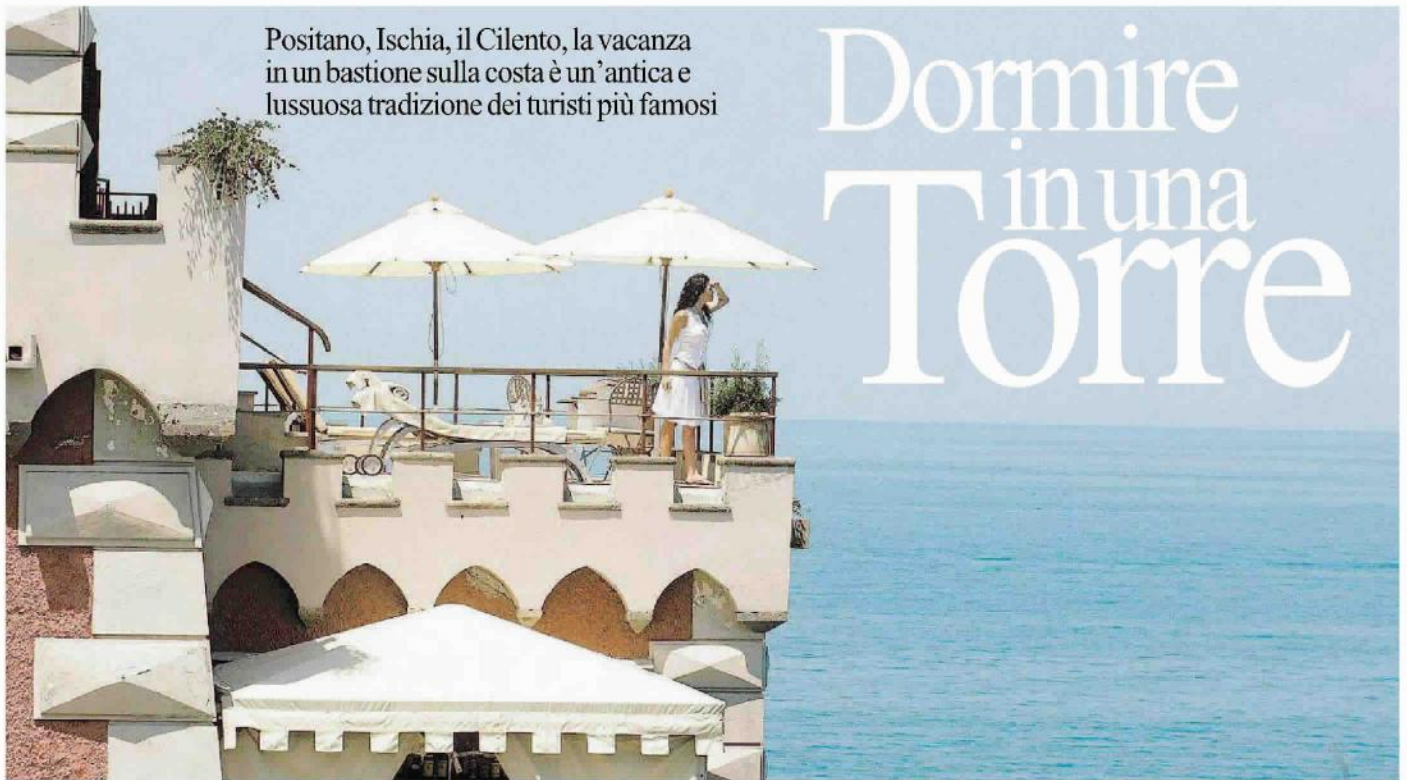 Positano, Ischia, il Cilento, la vacanza
in un bastione sulla costa è un'antica e
lussuosa tradizione dei turisti più famosi
Dormire
in una
Torre